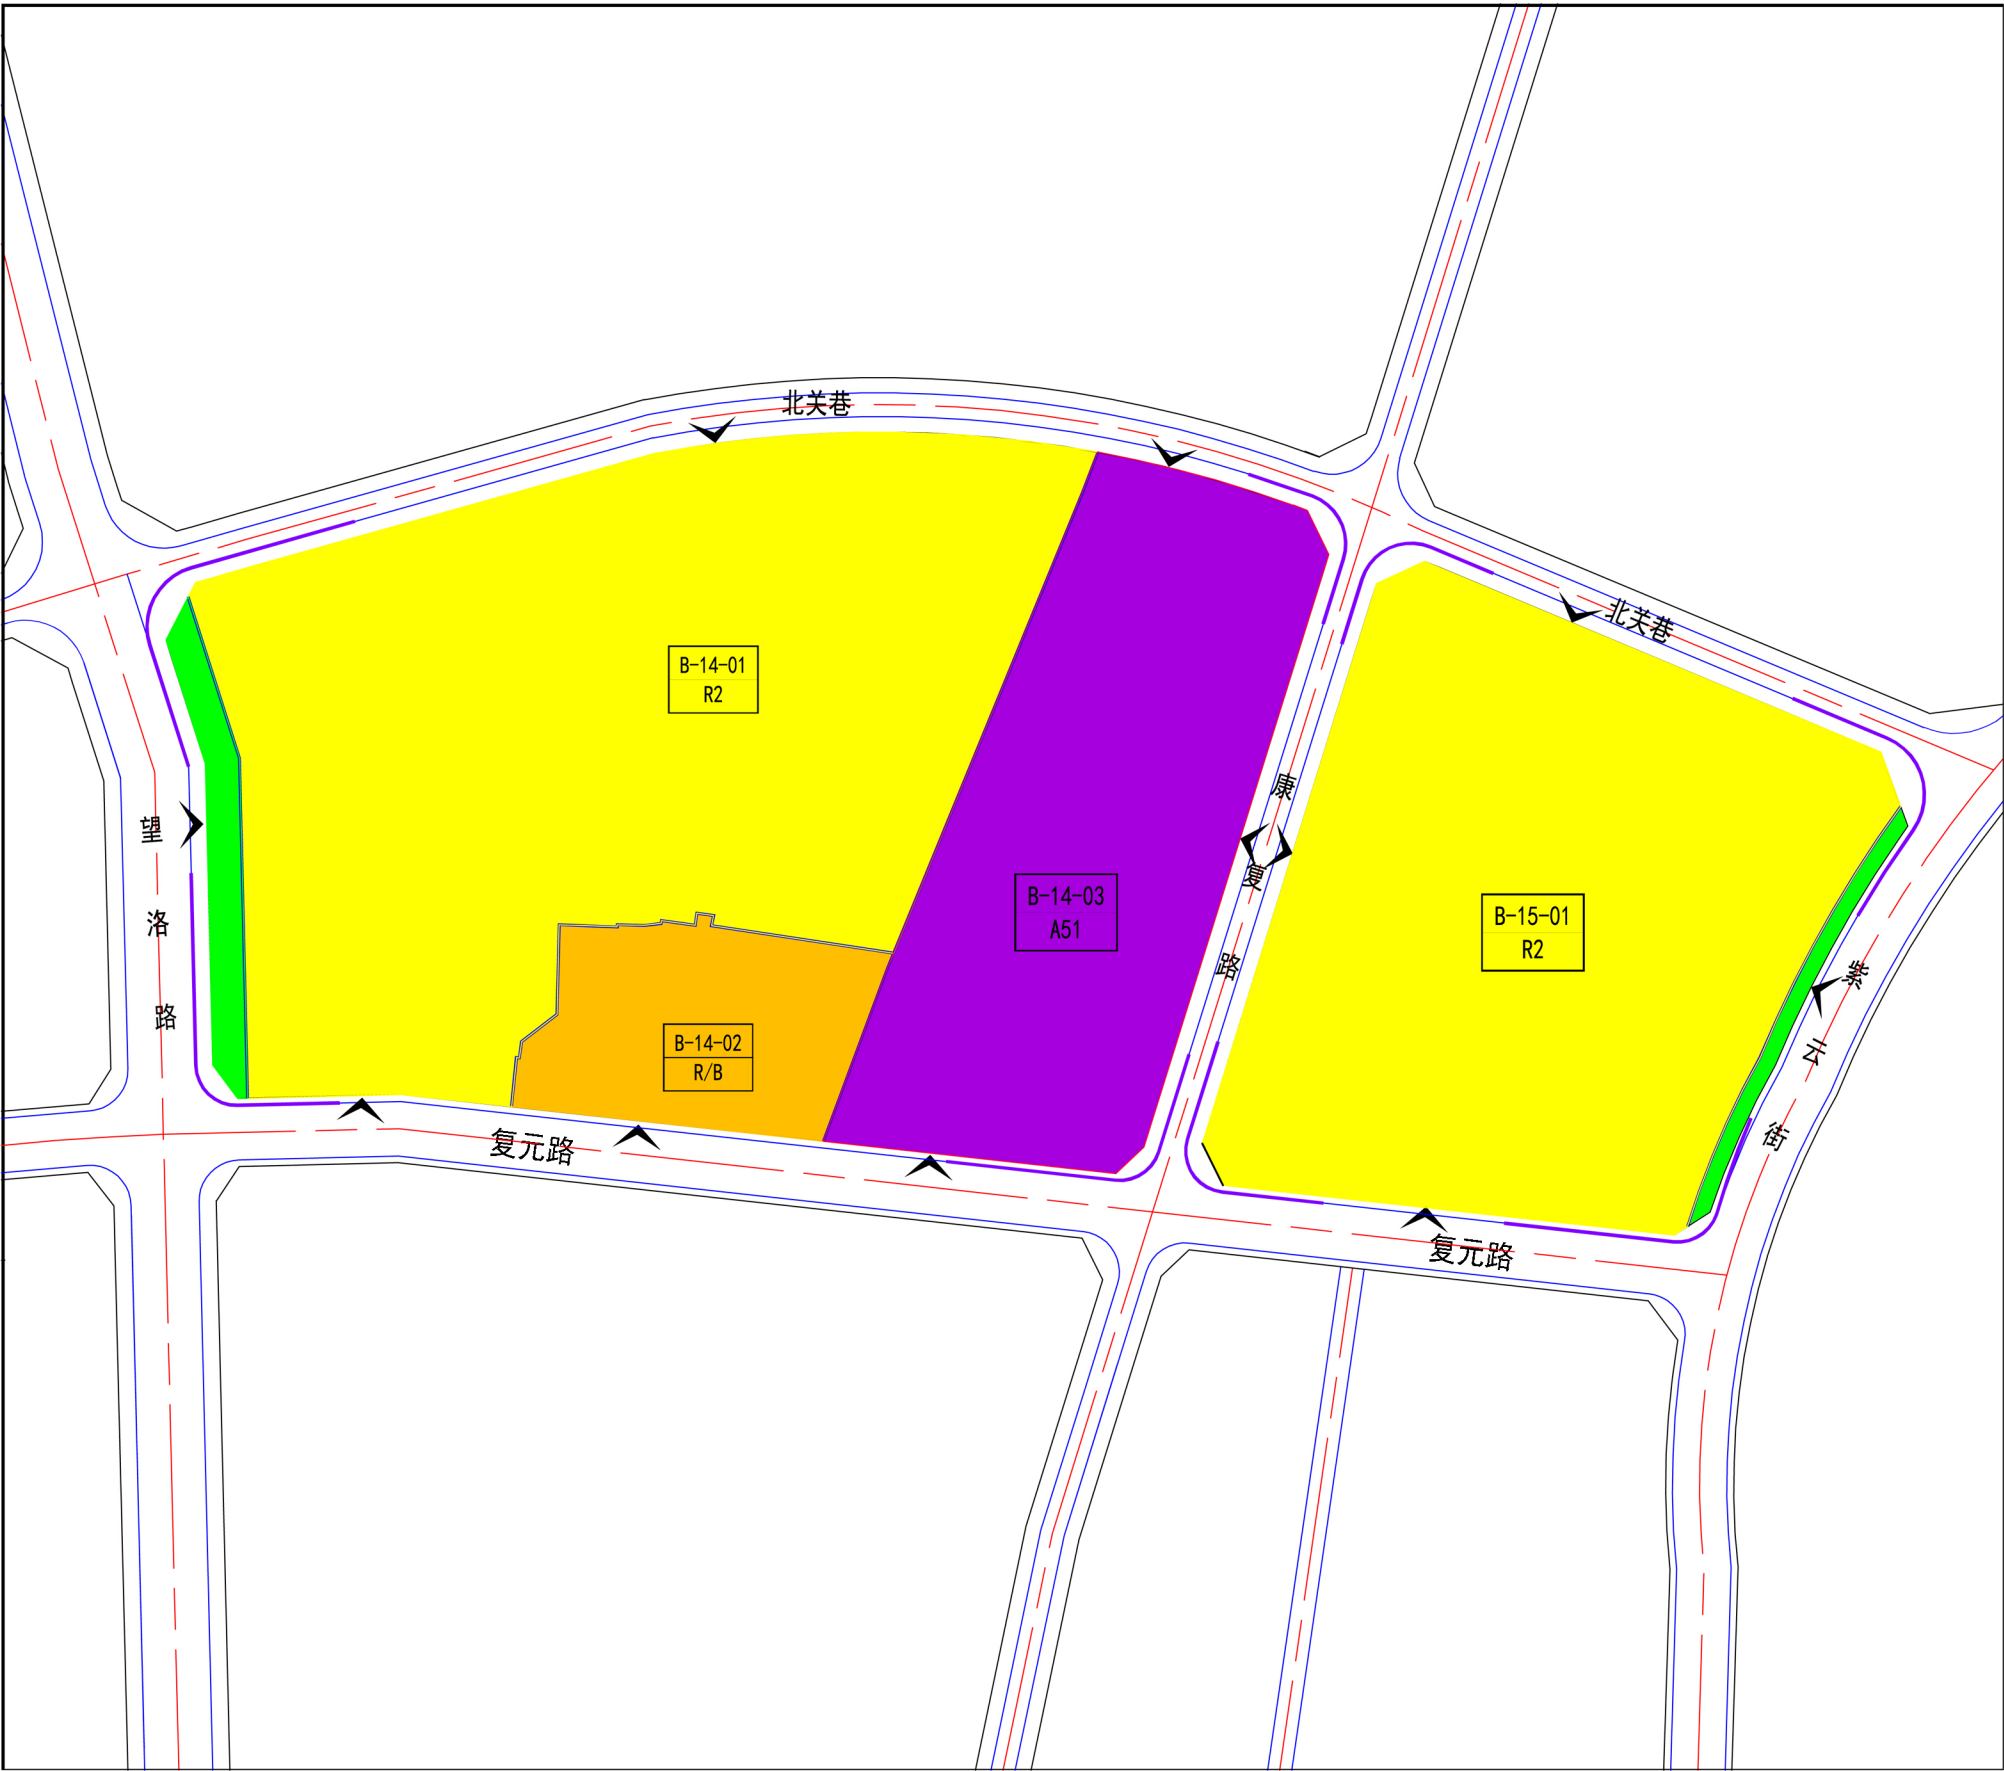 北关巷
北关巷
B-14-01
R2
康复路
B-14-03
A51
B-15-01
R2
望洛路
紫云街
B-14-02
R/B
复元路
复元路